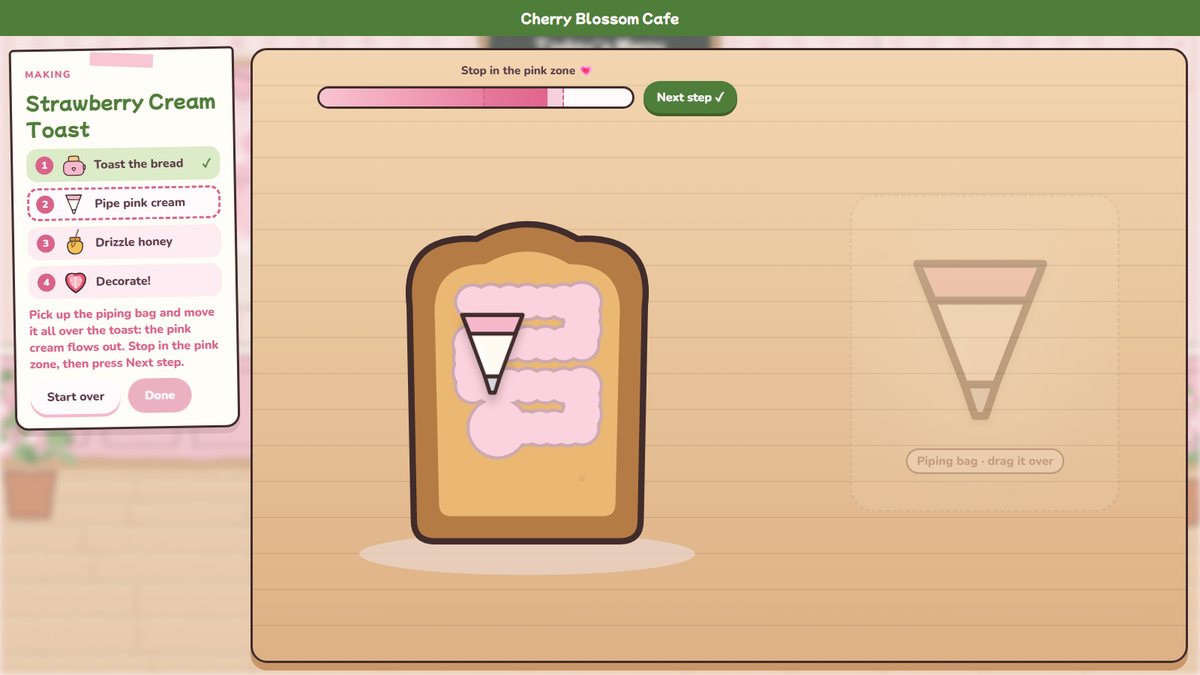 Cherry Blossom Cafe
MAKING
Strawberry Cream
Toast
1 Toast the bread ✓
2 Pipe pink cream
3 Drizzle honey
4 Decorate!
Pick up the piping bag and move
it all over the toast: the pink
cream flows out. Stop in the pink
zone, then press Next step.
Start over
Done
Stop in the pink zone 💗
Next step ✓
Piping bag · drag it over